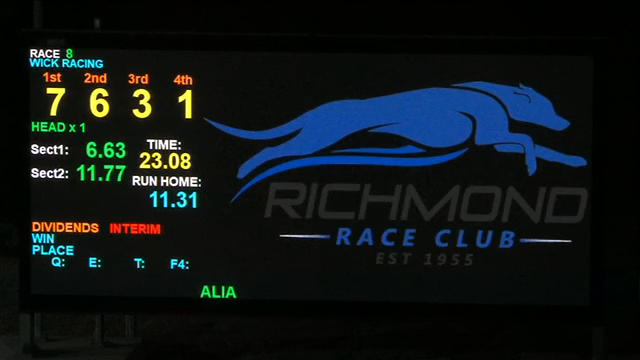 RACE 8
WICK RACING
1st 2nd 3rd 4th
7 6 3 1
HEAD x 1
Sect1: 6.63
Sect2: 11.77
TIME:
23.08
RUN HOME:
11.31
DIVIDENDS INTERIM
WIN
PLACE
Q: E: T: F4:
ALIA
RICHMOND
RACE CLUB
EST 1955